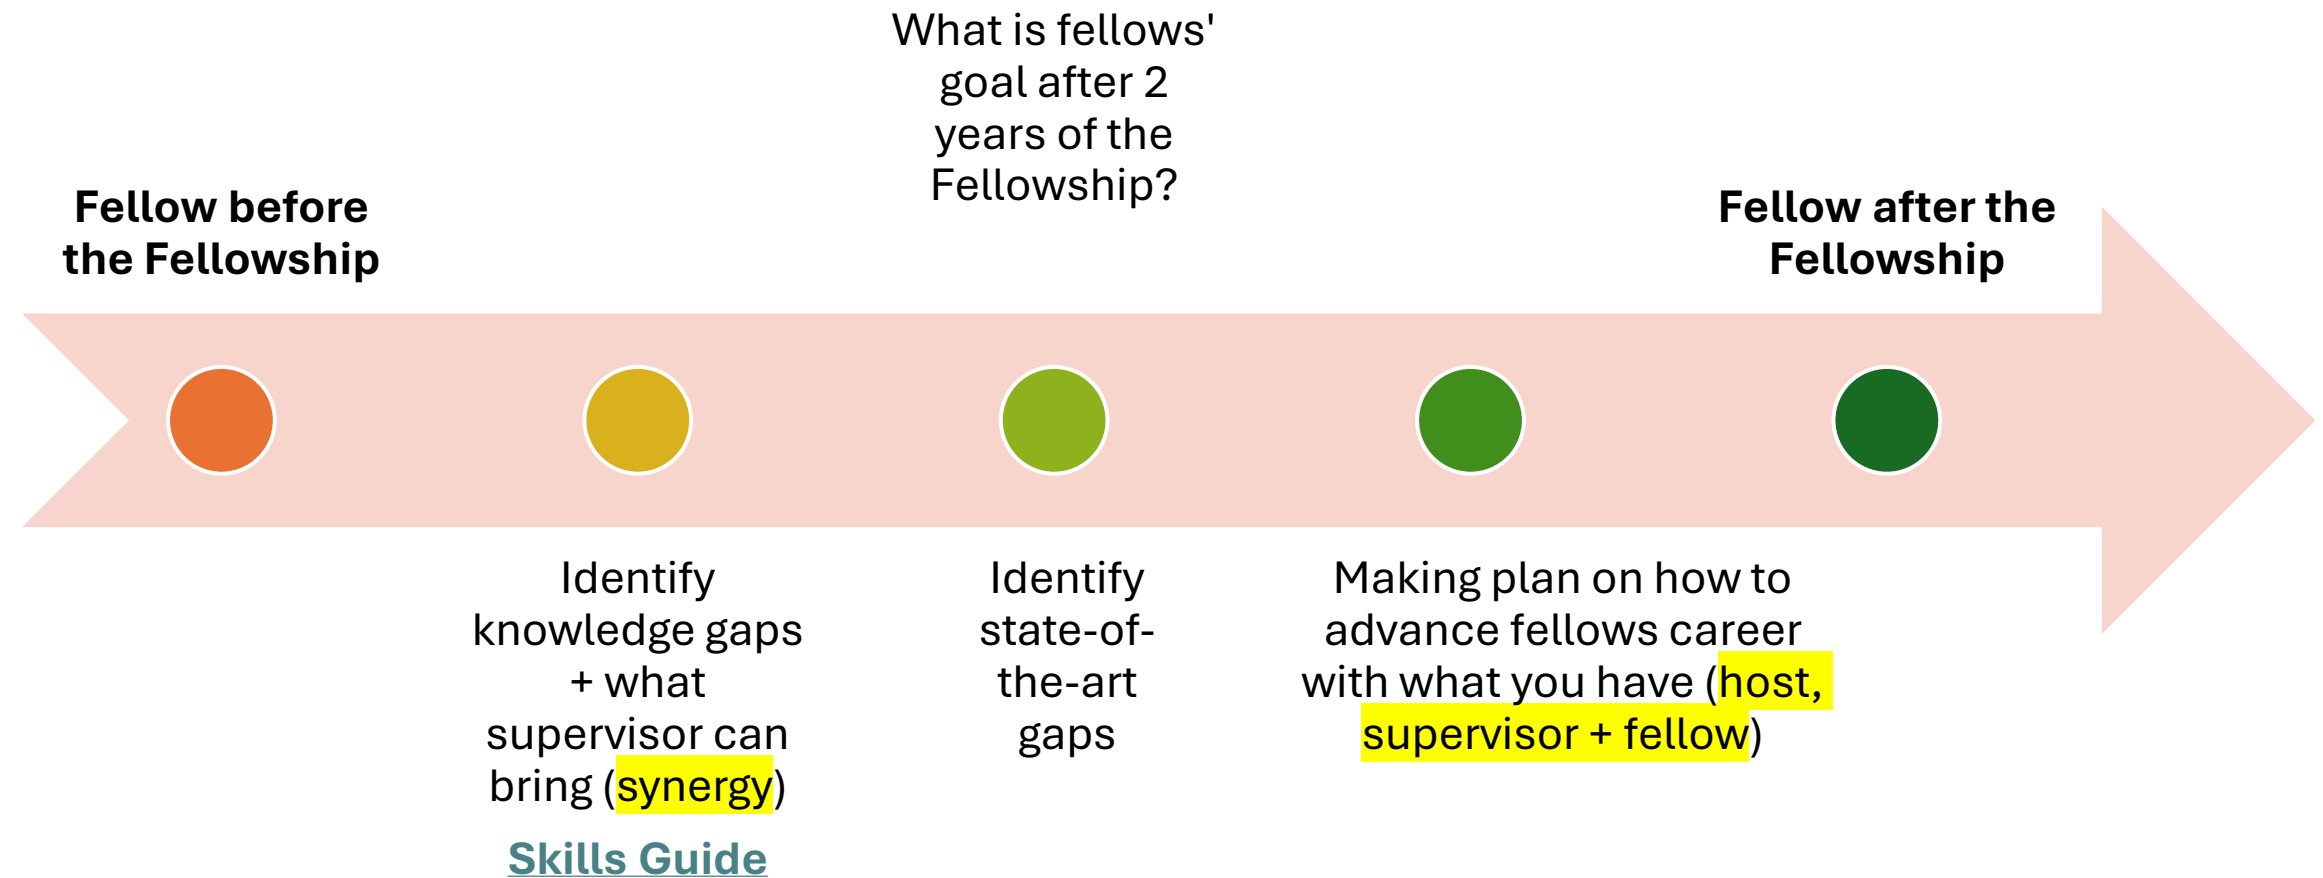 What is fellows'
goal after 2
years of the
Fellowship?
Fellow before
the Fellowship
Fellow after the
Fellowship
Identify
knowledge gaps
+ what
supervisor can
bring (synergy)
Skills Guide
Identify
state-of-
the-art
gaps
Making plan on how to
advance fellows career
with what you have (host,
supervisor + fellow)